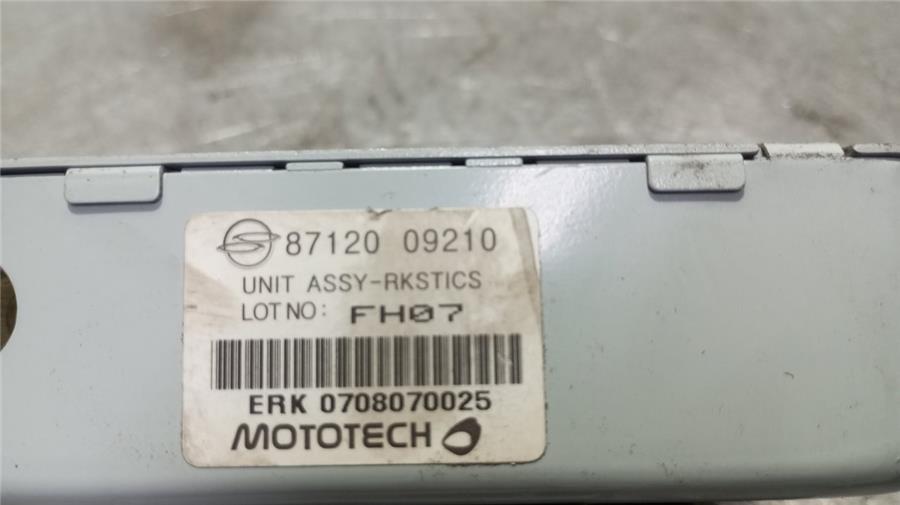 87120 09210
UNIT ASSY-RKSTICS
LOT NO: FH07
ERK 0708070025
MOTOTECH